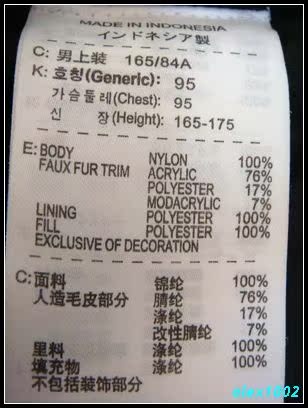 MADE IN INDONESIA
インドネシア製
C: 男上裝 165/84A
K: 호칭(Generic): 95
가슴둘레(Chest): 95
신 장(Height): 165-175
E: BODY NYLON 100%
FAUX FUR TRIM ACRYLIC 76%
POLYESTER 17%
MODACRYLIC 7%
LINING POLYESTER 100%
FILL POLYESTER 100%
EXCLUSIVE OF DECORATION
C: 面料 锦纶 100%
人造毛皮部分 腈纶 76%
涤纶 17%
改性腈纶 7%
里料 涤纶 100%
填充物 涤纶 100%
不包括装饰部分
alex1802